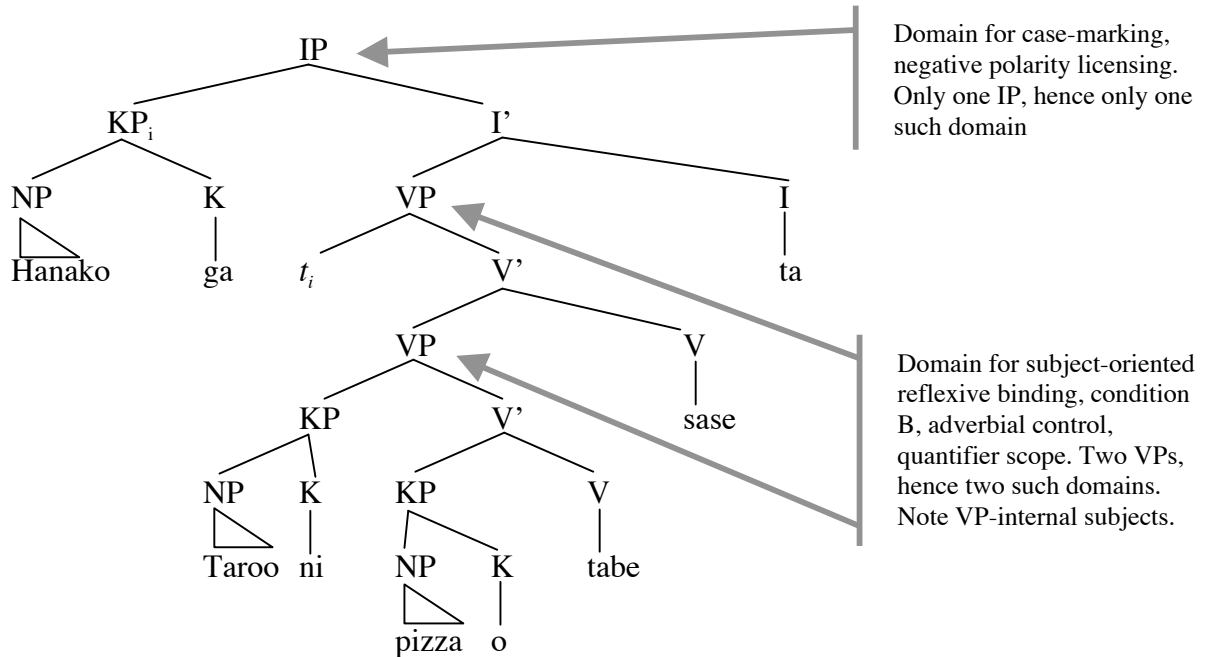 IP
Domain for case-marking,
negative polarity licensing.
Only one IP, hence only one
such domain
KPi I’
NP K VP I
Hanako ga ti V’ ta
VP V
sase
Domain for subject-oriented
reflexive binding, condition
B, adverbial control,
quantifier scope. Two VPs,
hence two such domains.
Note VP-internal subjects.
KP V’
NP K KP V
Taroo ni NP K tabe
pizza o